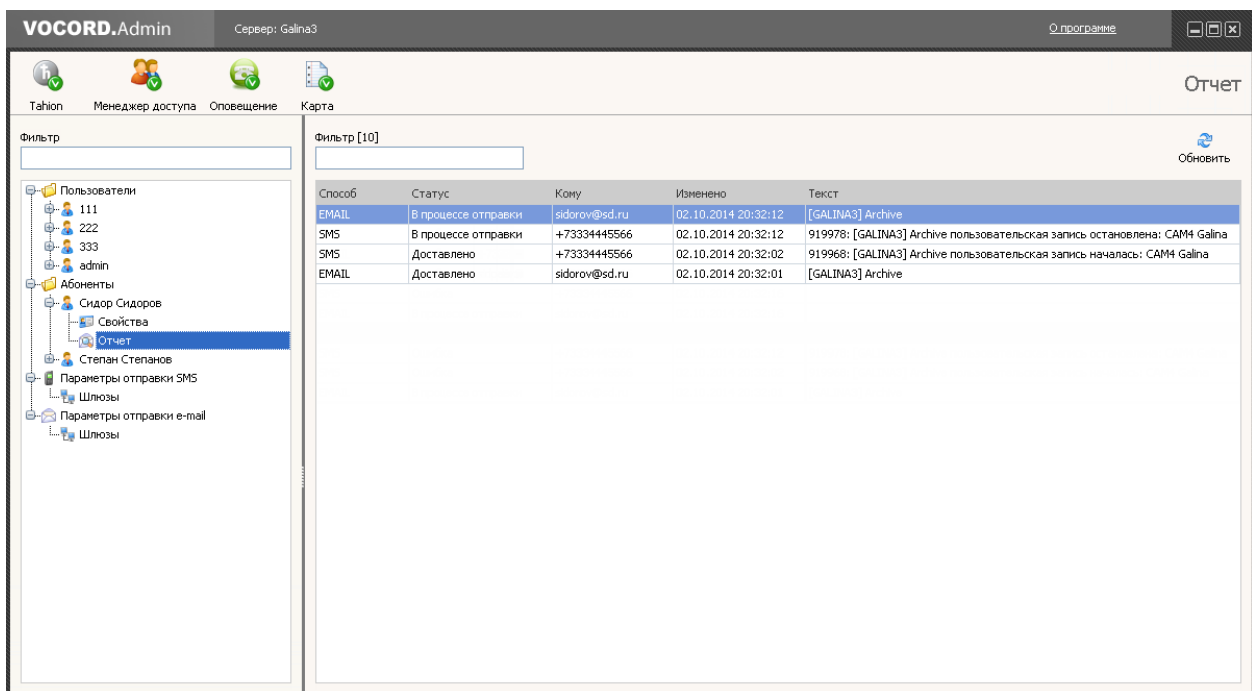 VOCORD.Admin Сервер: Galina3 О программе
Tahion Менеджер доступа Оповещение Карта Отчет
Фильтр
Пользователи
111
222
333
admin
Абоненты
Сидор Сидоров
Свойства
Отчет
Степан Степанов
Параметры отправки SMS
Шлюзы
Параметры отправки e-mail
Шлюзы
Фильтр [10]
Обновить
Способ Статус Кому Изменено Текст
EMAIL В процессе отправки sidorov@sd.ru 02.10.2014 20:32:12 [GALINA3] Archive
SMS В процессе отправки +73334445566 02.10.2014 20:32:12 919978: [GALINA3] Archive пользовательская запись остановлена: CAM4 Galina
SMS Доставлено +73334445566 02.10.2014 20:32:02 919968: [GALINA3] Archive пользовательская запись началась: CAM4 Galina
EMAIL Доставлено sidorov@sd.ru 02.10.2014 20:32:01 [GALINA3] Archive